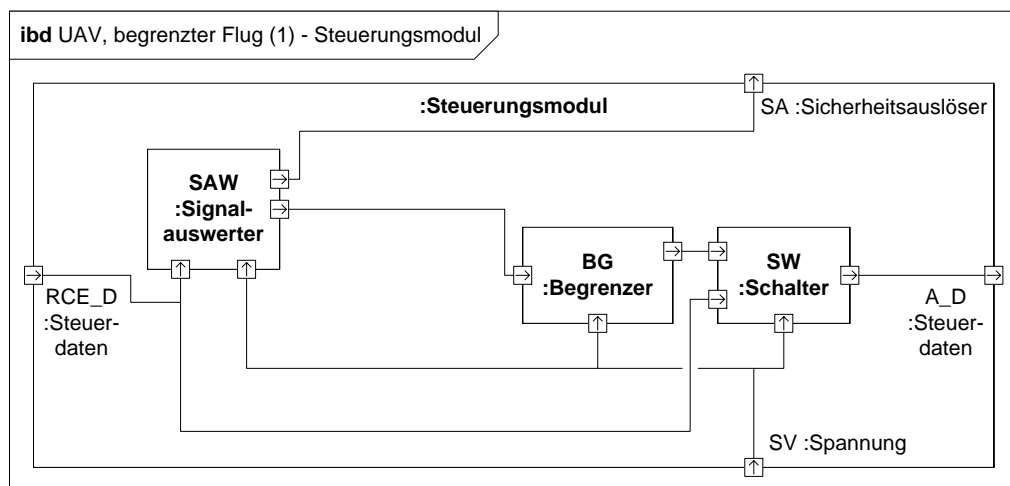 ibd UAV, begrenzter Flug (1) - Steuerungsmodul
:Steuerungsmodul
SA :Sicherheitsauslöser
SAW
:Signal-
auswerter
BG
:Begrenzer
SW
:Schalter
RCE_D
:Steuer-
daten
A_D
:Steuer-
daten
SV :Spannung